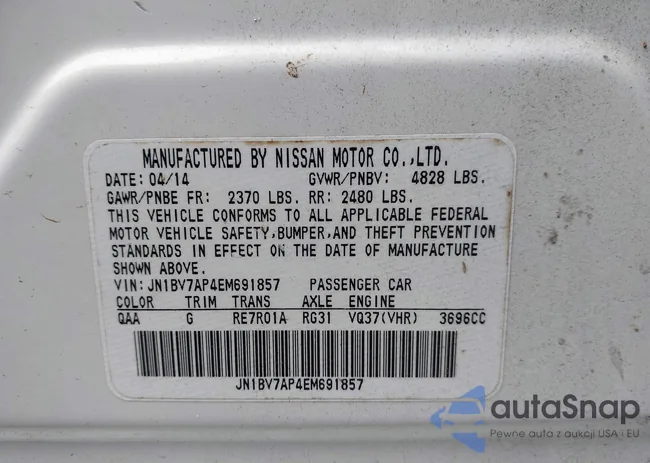 MANUFACTURED BY NISSAN MOTOR CO.,LTD.
DATE: 04/14 GVWR/PNBV: 4828 LBS.
GAWR/PNBE FR: 2370 LBS. RR: 2480 LBS.
THIS VEHICLE CONFORMS TO ALL APPLICABLE FEDERAL
MOTOR VEHICLE SAFETY,BUMPER,AND THEFT PREVENTION
STANDARDS IN EFFECT ON THE DATE OF MANUFACTURE
SHOWN ABOVE.
VIN:JN1BV7AP4EM691857 PASSENGER CAR
COLOR TRIM TRANS AXLE ENGINE
QAA G RE7R01A RG31 VQ37(VHR) 3696CC
JN1BV7AP4EM691857
autaSnap
Pewne auta z aukcji USA i EU